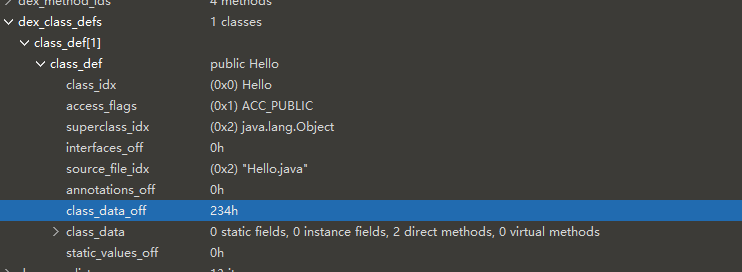 dex_method_ids 4 methods
dex_class_defs 1 classes
class_def[1]
class_def public Hello
class_idx (0x0) Hello
access_flags (0x1) ACC_PUBLIC
superclass_idx (0x2) java.lang.Object
interfaces_off 0h
source_file_idx (0x2) "Hello.java"
annotations_off 0h
class_data_off 234h
class_data 0 static fields, 0 instance fields, 2 direct methods, 0 virtual methods
static_values_off 0h